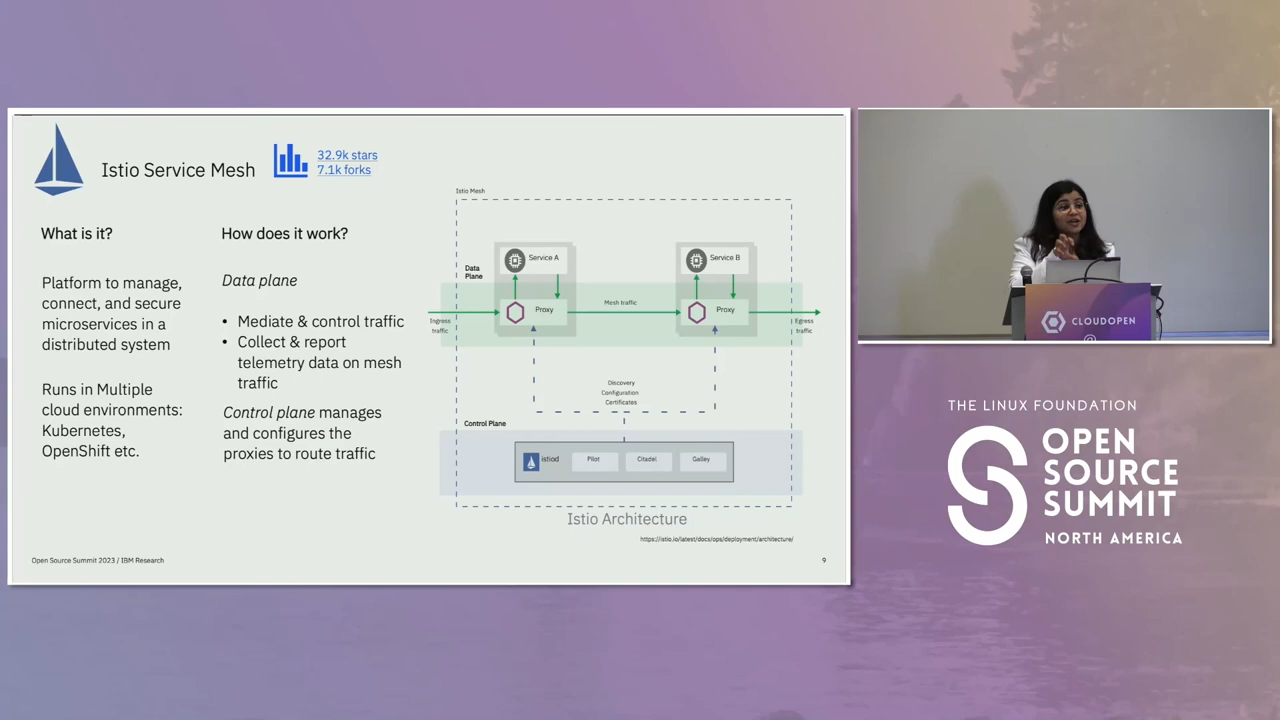 Istio Service Mesh
32.9k stars
7.1k forks
What is it?
Platform to manage,
connect, and secure
microservices in a
distributed system
Runs in Multiple
cloud environments:
Kubernetes,
OpenShift etc.
How does it work?
Data plane
• Mediate & control traffic
• Collect & report
telemetry data on mesh
traffic
Control plane manages
and configures the
proxies to route traffic
Istio Mesh
Data
Plane
Service A
Service B
Proxy
Mesh traffic
Proxy
Ingress
traffic
Egress
traffic
Discovery
Configuration
Certificates
Control Plane
istiod
Pilot
Citadel
Galley
Istio Architecture
https://istio.io/latest/docs/ops/deployment/architecture/
Open Source Summit 2023 / IBM Research
9
CLOUDOPEN
THE LINUX FOUNDATION
OPEN
SOURCE
SUMMIT
NORTH AMERICA